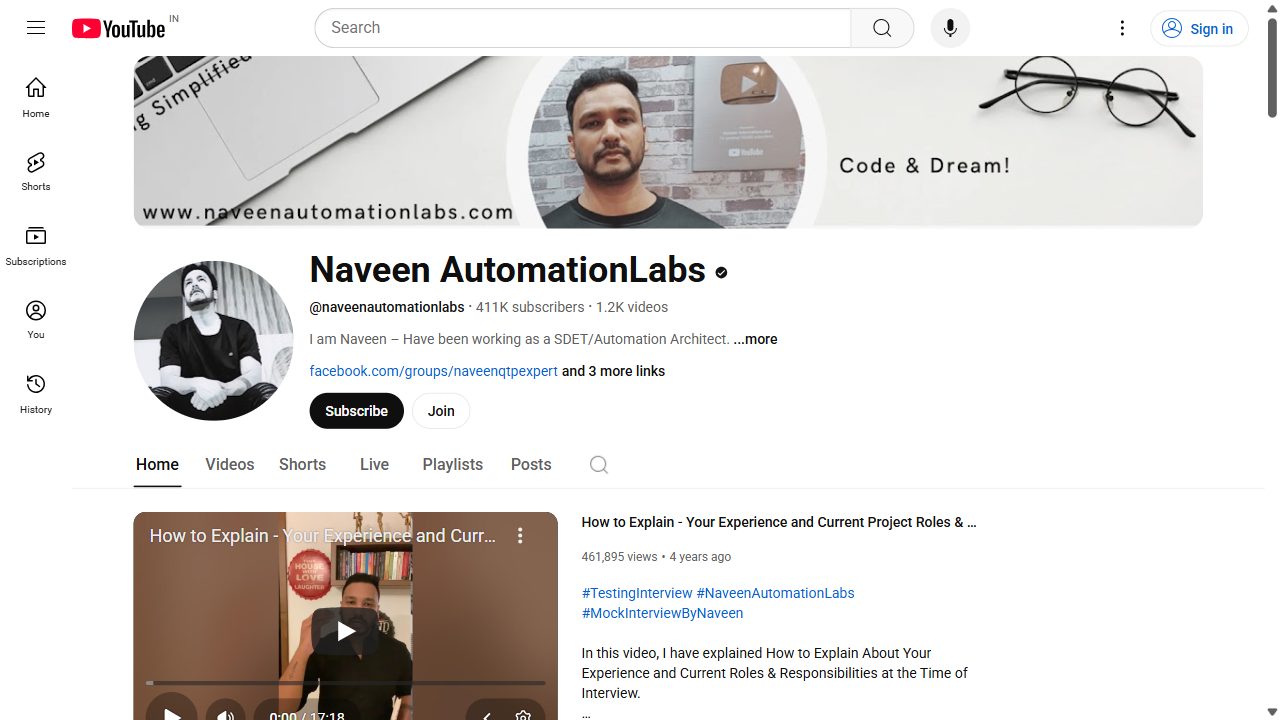 YouTube IN
Search
Sign in
Home
Shorts
Subscriptions
You
History
cmd
g Simplified
www.naveenautomationlabs.com
YouTube
Code & Dream!
Naveen AutomationLabs
@naveenautomationlabs · 411K subscribers · 1.2K videos
I am Naveen – Have been working as a SDET/Automation Architect. ...more
facebook.com/groups/naveenqtpexpert and 3 more links
Subscribe
Join
Home Shorts Live Playlists Posts
Videos
How to Explain - Your Experience and Curr...
HOUSE
LOVE
LAUGHTER
0:00 / 17:18
How to Explain - Your Experience and Current Project Roles & ...
461,895 views • 4 years ago
#TestingInterview #NaveenAutomationLabs
#MockInterviewByNaveen
In this video, I have explained How to Explain About Your
Experience and Current Roles & Responsibilities at the Time of
Interview.
...